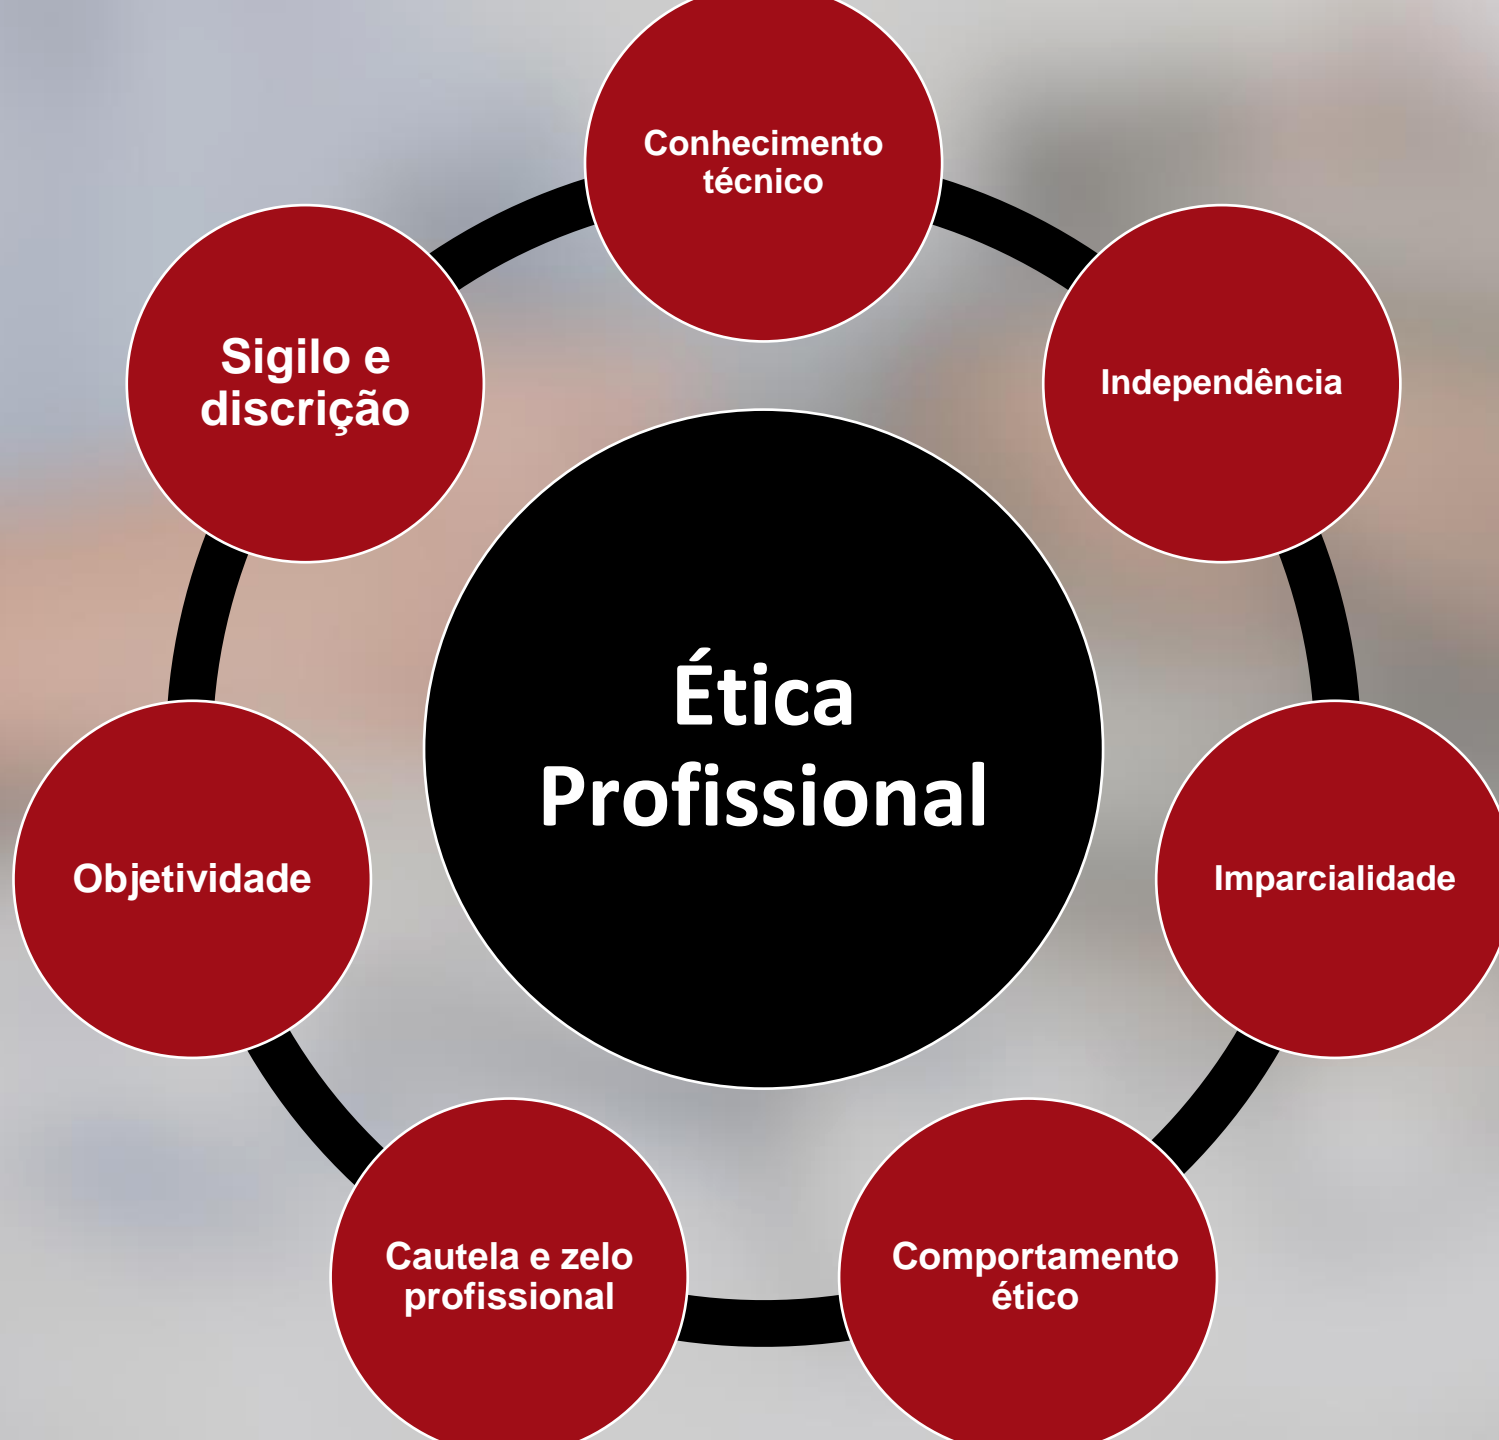 Conhecimento
técnico
Sigilo e
discrição
Independência
Ética
Profissional
Objetividade
Imparcialidade
Cautela e zelo
profissional
Comportamento
ético